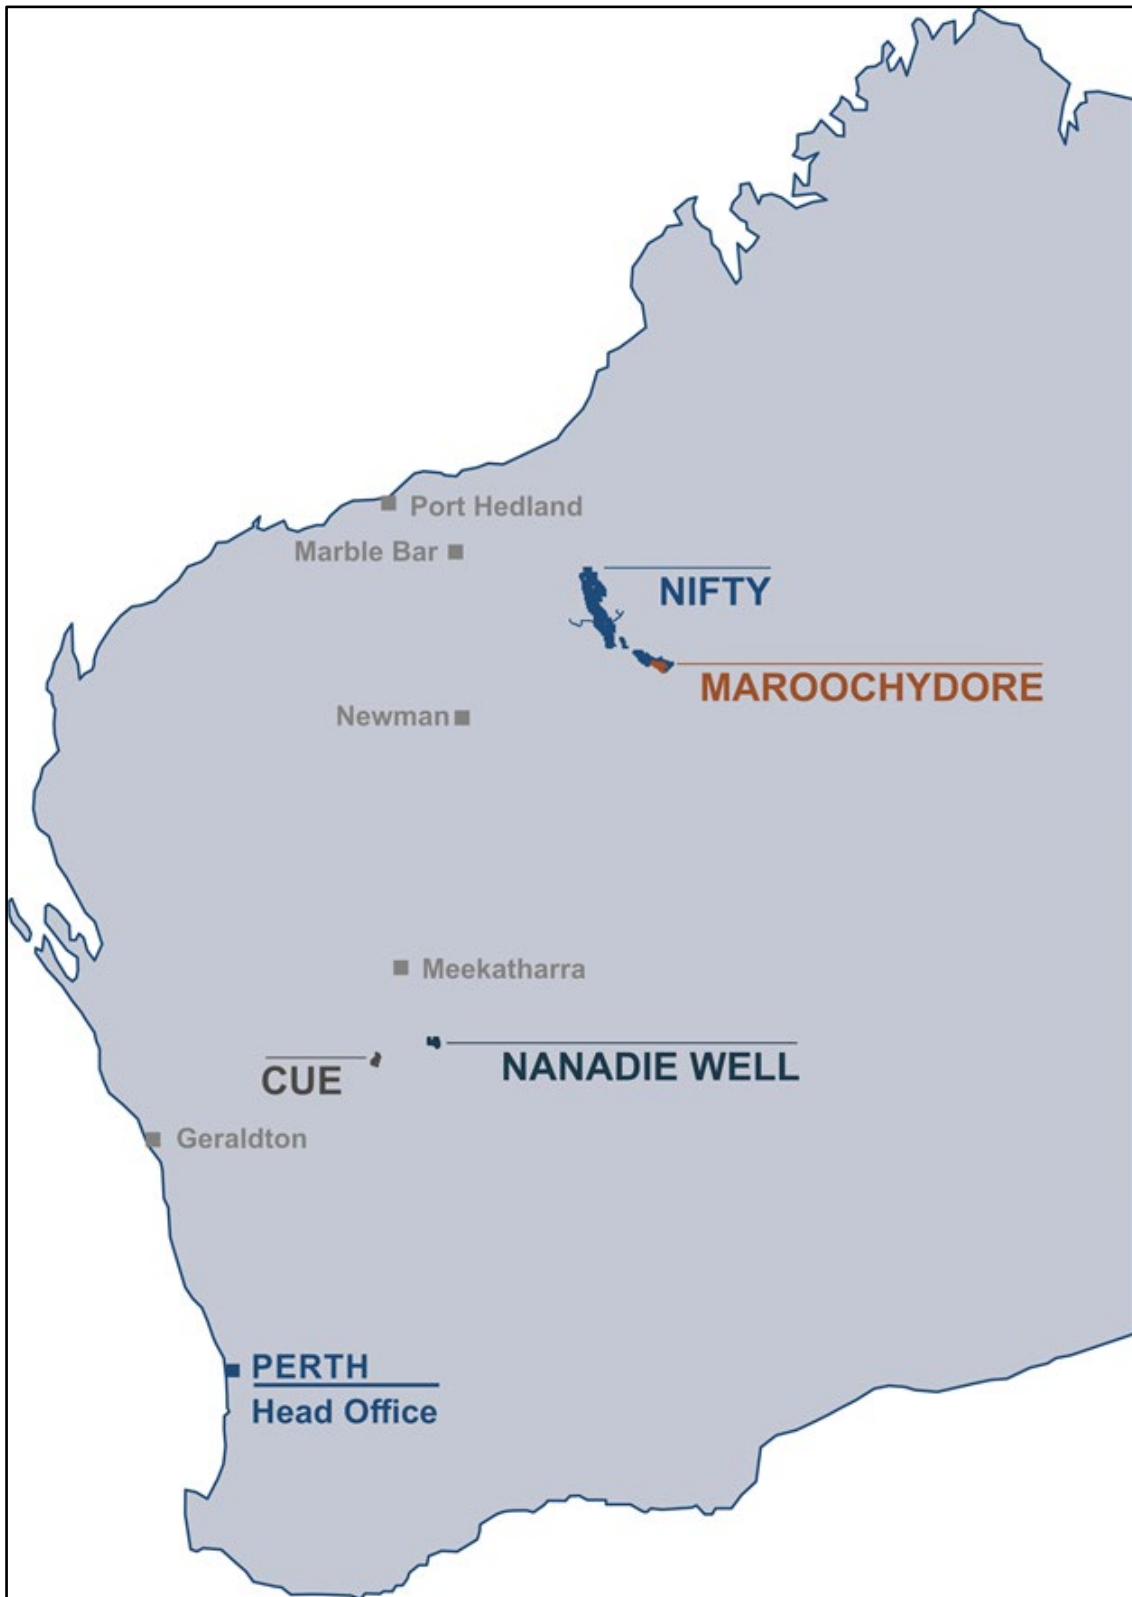 Port Hedland
Marble Bar
NIFTY
MAROOCHYDORE
Newman
Meekatharra
NANADIE WELL
CUE
Geraldton
PERTH
Head Office